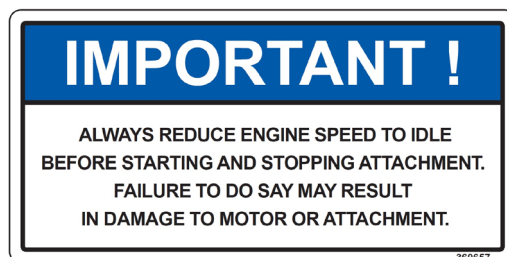 IMPORTANT !
ALWAYS REDUCE ENGINE SPEED TO IDLE
BEFORE STARTING AND STOPPING ATTACHMENT.
FAILURE TO DO SAY MAY RESULT
IN DAMAGE TO MOTOR OR ATTACHMENT.